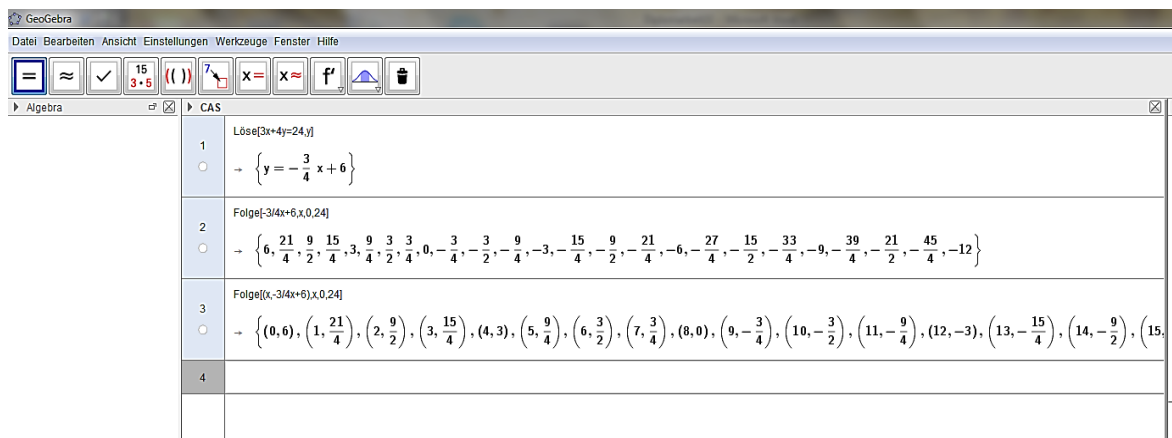 GeoGebra
Datei Bearbeiten Ansicht Einstellungen Werkzeuge Fenster Hilfe
= ≈ ✓ 15 3·5 (( )) 7 x= x≈ f'
Algebra CAS
1
Löse[3x+4y=24,y]
→ {y = -3/4 x + 6}
2
Folge[-3/4x+6,x,0,24]
→ {6, 21/4, 9/2, 15/4, 3, 9/4, 3/2, 3/4, 0, -3/4, -3/2, -9/4, -3, -15/4, -9/2, -21/4, -6, -27/4, -15/2, -33/4, -9, -39/4, -21/2, -45/4, -12}
3
Folge[(x,-3/4x+6),x,0,24]
→ {(0,6), (1, 21/4), (2, 9/2), (3, 15/4), (4,3), (5, 9/4), (6, 3/2), (7, 3/4), (8,0), (9, -3/4), (10, -3/2), (11, -9/4), (12,-3), (13, -15/4), (14, -9/2), (15,
4